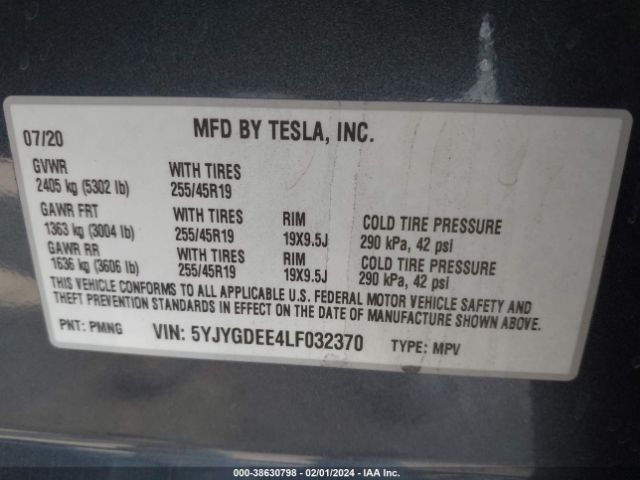 07/20 MFD BY TESLA, INC.
GVWR WITH TIRES
2405 kg (5302 lb) 255/45R19
GAWR FRT WITH TIRES RIM COLD TIRE PRESSURE
1363 kg (3004 lb) 255/45R19 19X9.5J 290 kPa, 42 psi
GAWR RR WITH TIRES RIM COLD TIRE PRESSURE
1636 kg (3606 lb) 255/45R19 19X9.5J 290 kPa, 42 psi
THIS VEHICLE CONFORMS TO ALL APPLICABLE U.S. FEDERAL MOTOR VEHICLE SAFETY AND
THEFT PREVENTION STANDARDS IN EFFECT ON THE DATE OF MANUFACTURE SHOWN ABOVE.
PNT: PMNG VIN: 5YJYGDEE4LF032370 TYPE: MPV
000-38630798 - 02/01/2024 - IAAI.COM